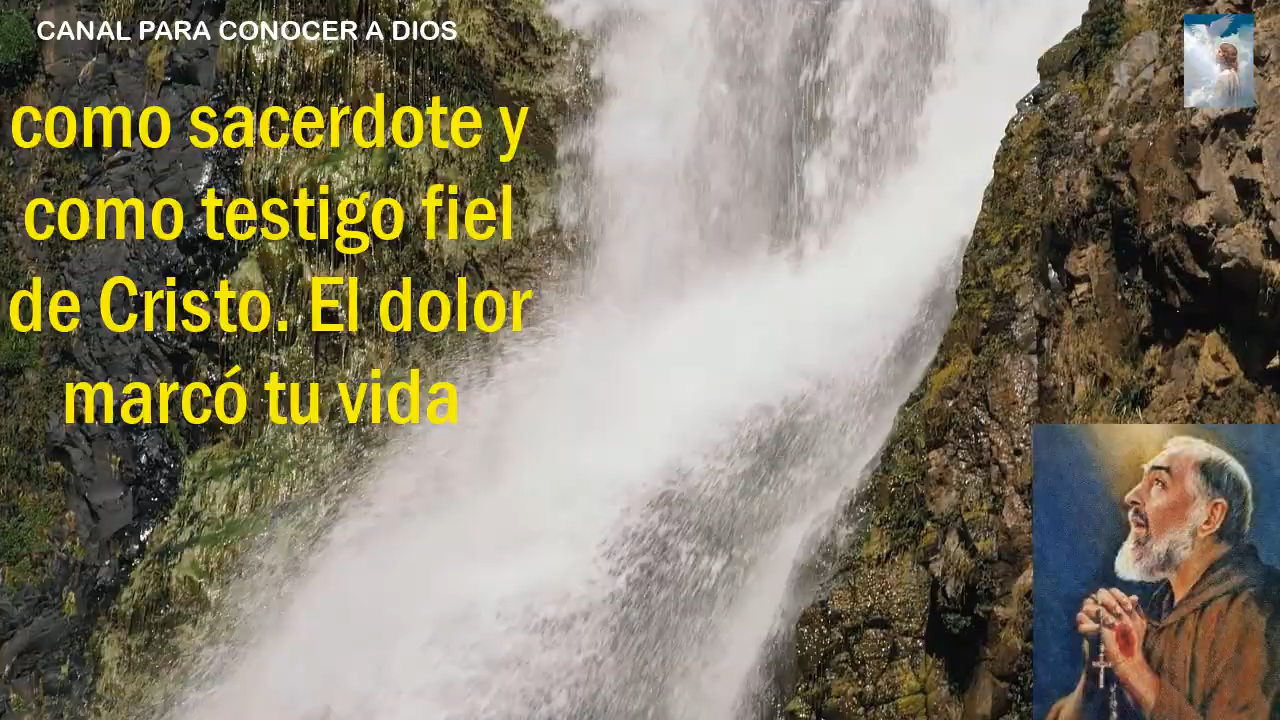 CANAL PARA CONOCER A DIOS
como sacerdote y
como testigo fiel
de Cristo. El dolor
marcó tu vida